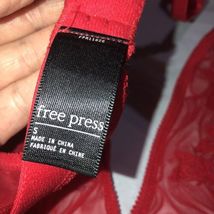 free press
S
MADE IN CHINA
FABRIQUÉ EN CHINE